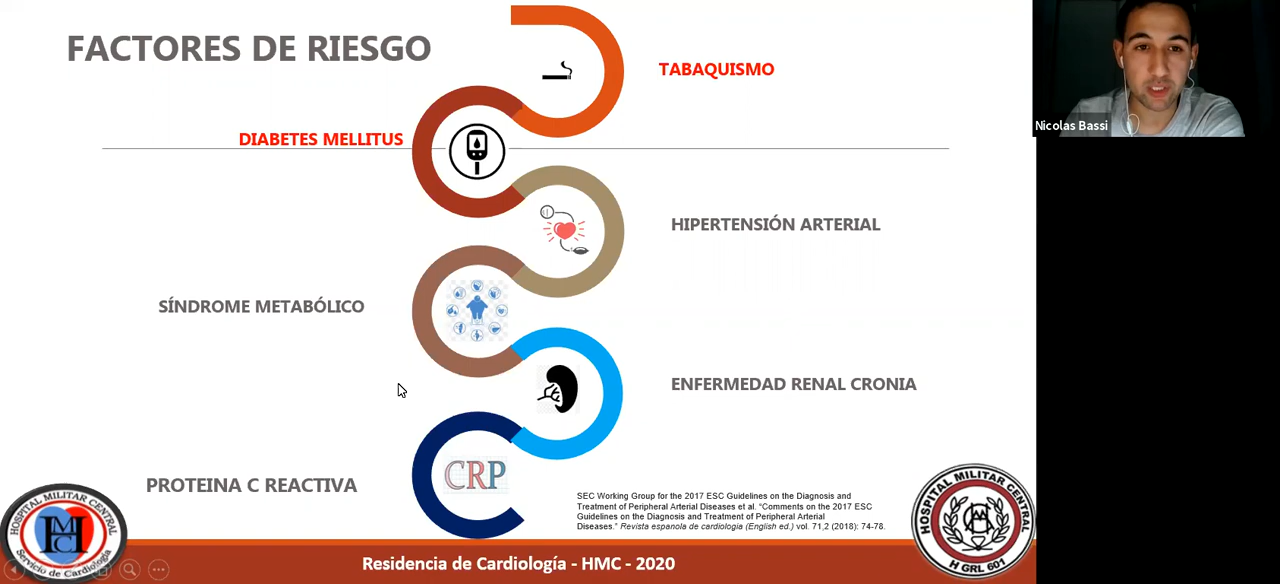 FACTORES DE RIESGO
TABAQUISMO
DIABETES MELLITUS
HIPERTENSIÓN ARTERIAL
SÍNDROME METABÓLICO
ENFERMEDAD RENAL CRONIA
PROTEINA C REACTIVA
CRP
SEC Working Group for the 2017 ESC Guidelines on the Diagnosis and
Treatment of Peripheral Arterial Diseases et al. “Comments on the 2017 ESC
Guidelines on the Diagnosis and Treatment of Peripheral Arterial
Diseases.” Revista espanola de cardiologia (English ed.) vol. 71,2 (2018): 74-78.
Residencia de Cardiología - HMC - 2020
HOSPITAL MILITAR CENTRAL
HMC
Servicio de Cardiología
HOSPITAL MILITAR CENTRAL
H GRL 601
Nicolas Bassi